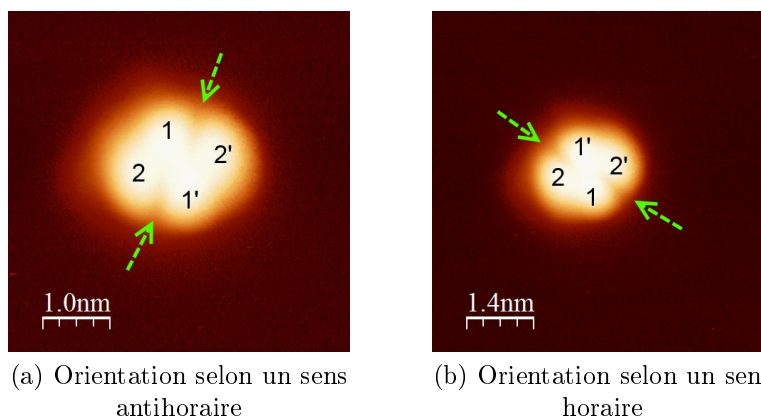 1
2'
2
1'
1.0nm
(a) Orientation selon un sens
antihoraire
1'
2'
2
1
1.4nm
(b) Orientation selon un sen
horaire